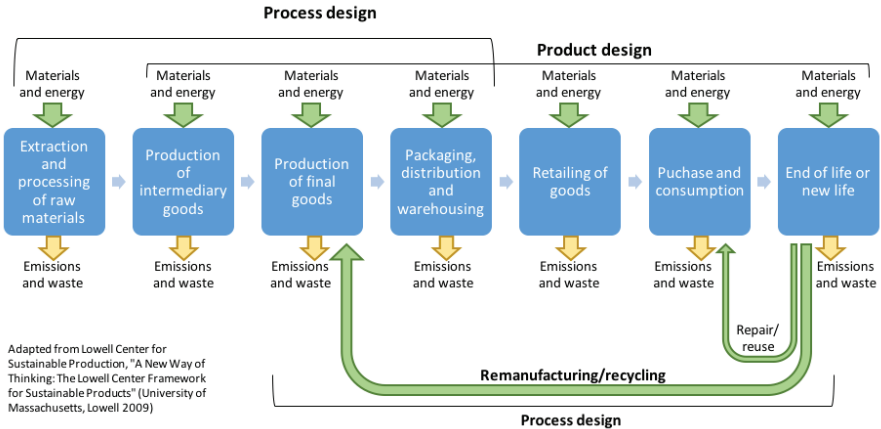 Process design
Product design
Materials
and energy
Materials
and energy
Materials
and energy
Materials
and energy
Materials
and energy
Materials
and energy
Materials
and energy
Extraction
and
processing
of raw
materials
Production
of
intermediary
goods
Production
of final
goods
Packaging,
distribution
and
warehousing
Retailing of
goods
Puchase and
consumption
End of life or
new life
Emissions
and waste
Emissions
and waste
Emissions
and waste
Emissions
and waste
Emissions
and waste
Emissions
and waste
Emissions
and waste
Repair/
reuse
Remanufacturing/recycling
Process design
Adapted from Lowell Center for
Sustainable Production, "A New Way of
Thinking: The Lowell Center Framework
for Sustainable Products" (University of
Massachusetts, Lowell 2009)